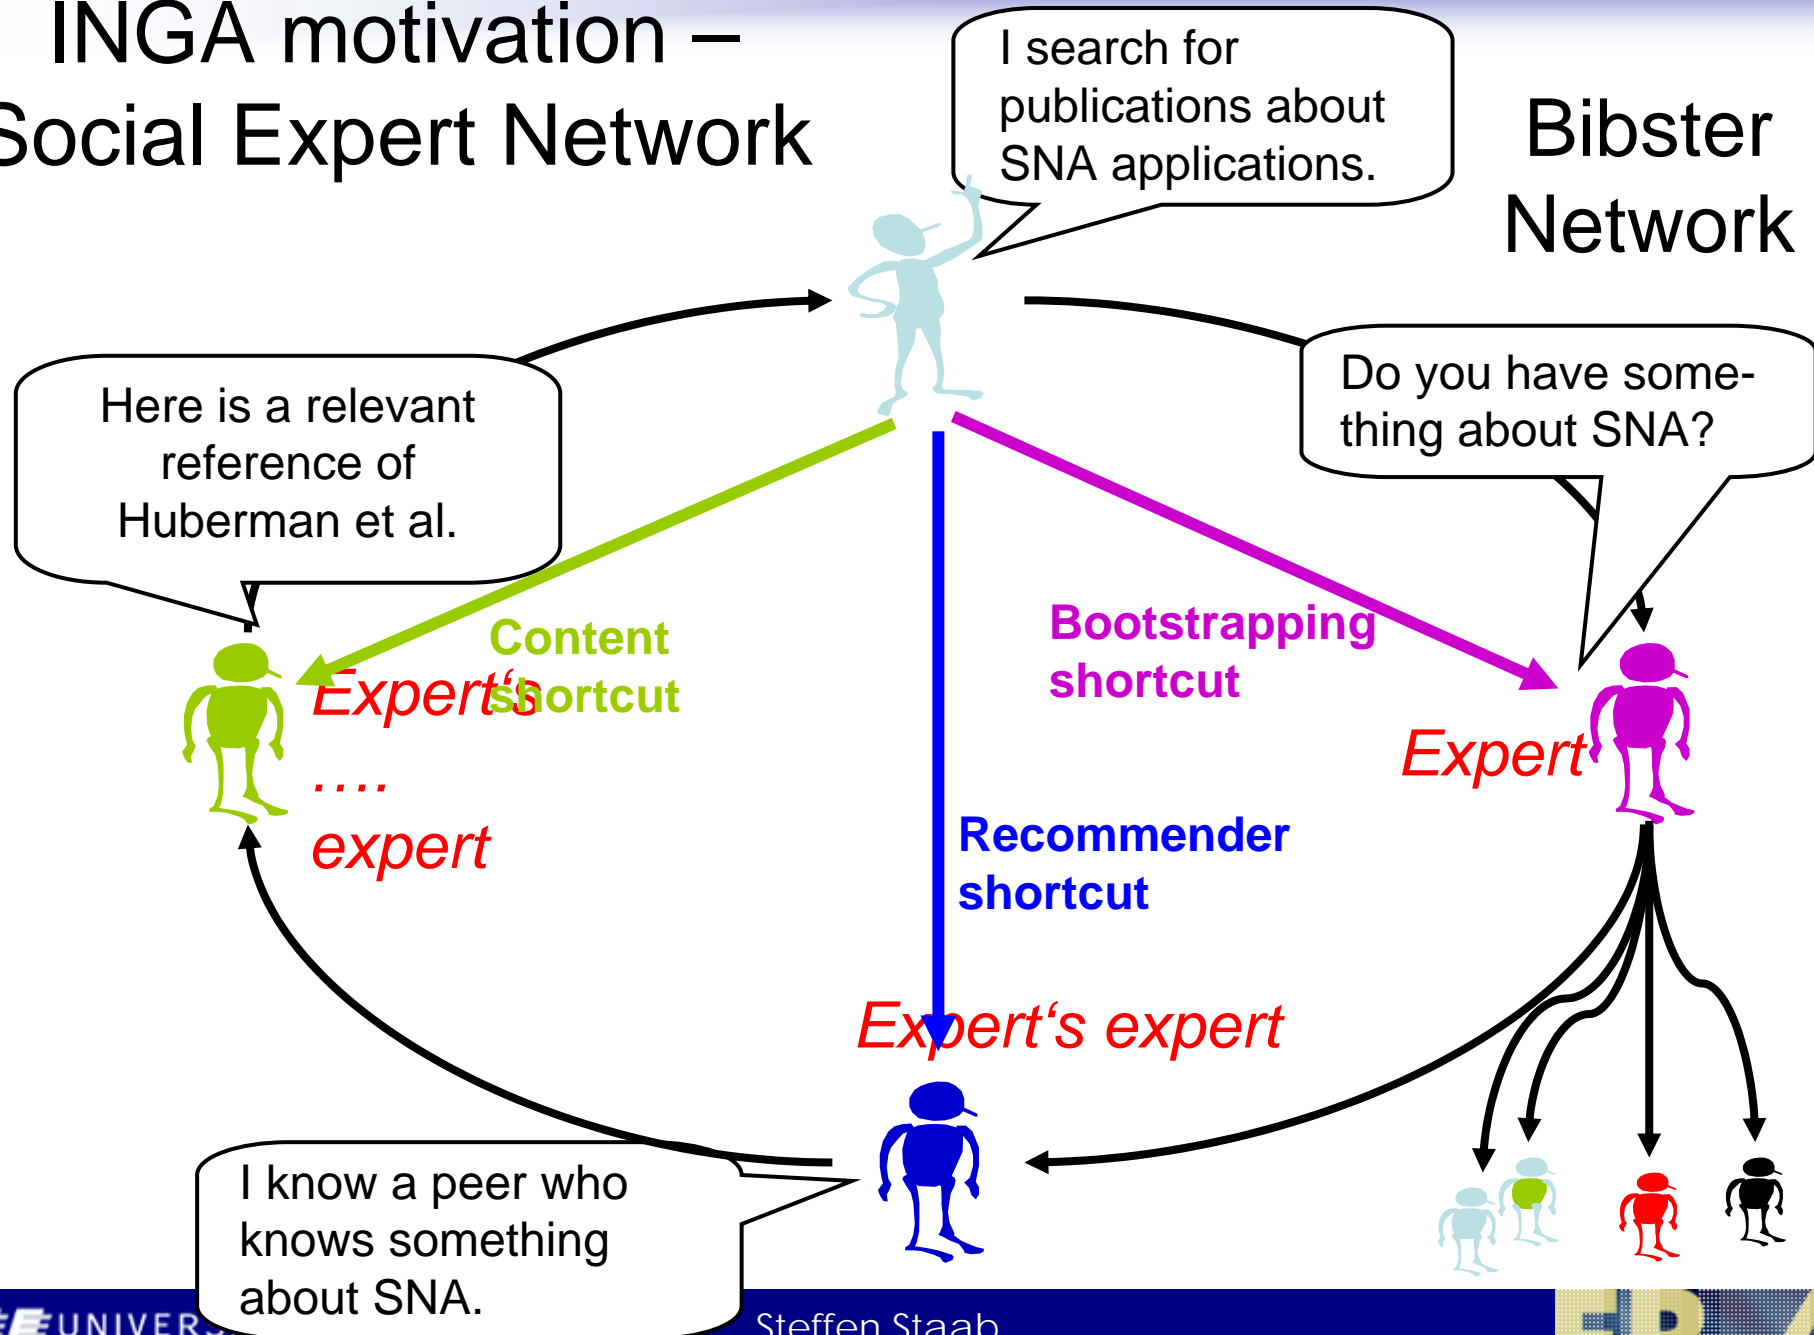 INGA motivation –
Social Expert Network
I search for
publications about
SNA applications.
Bibster
Network
Here is a relevant
reference of
Huberman et al.
Do you have some-
thing about SNA?
Content
shortcut
Bootstrapping
shortcut
Expert‘s
....
expert
Expert
Recommender
shortcut
Expert‘s expert
I know a peer who
knows something
about SNA.
Steffen Staab